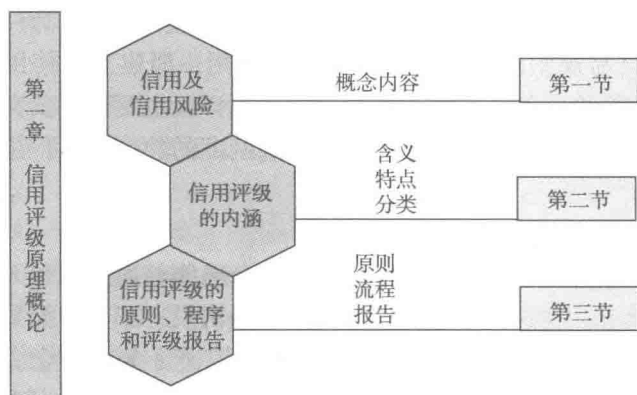 第一章 信用评级原理概论
信用及
信用风险
概念内容
第一节
信用评级
的内涵
含义
特点
分类
第二节
信用评级的
原则、程序
和评级报告
原则
流程
报告
第三节